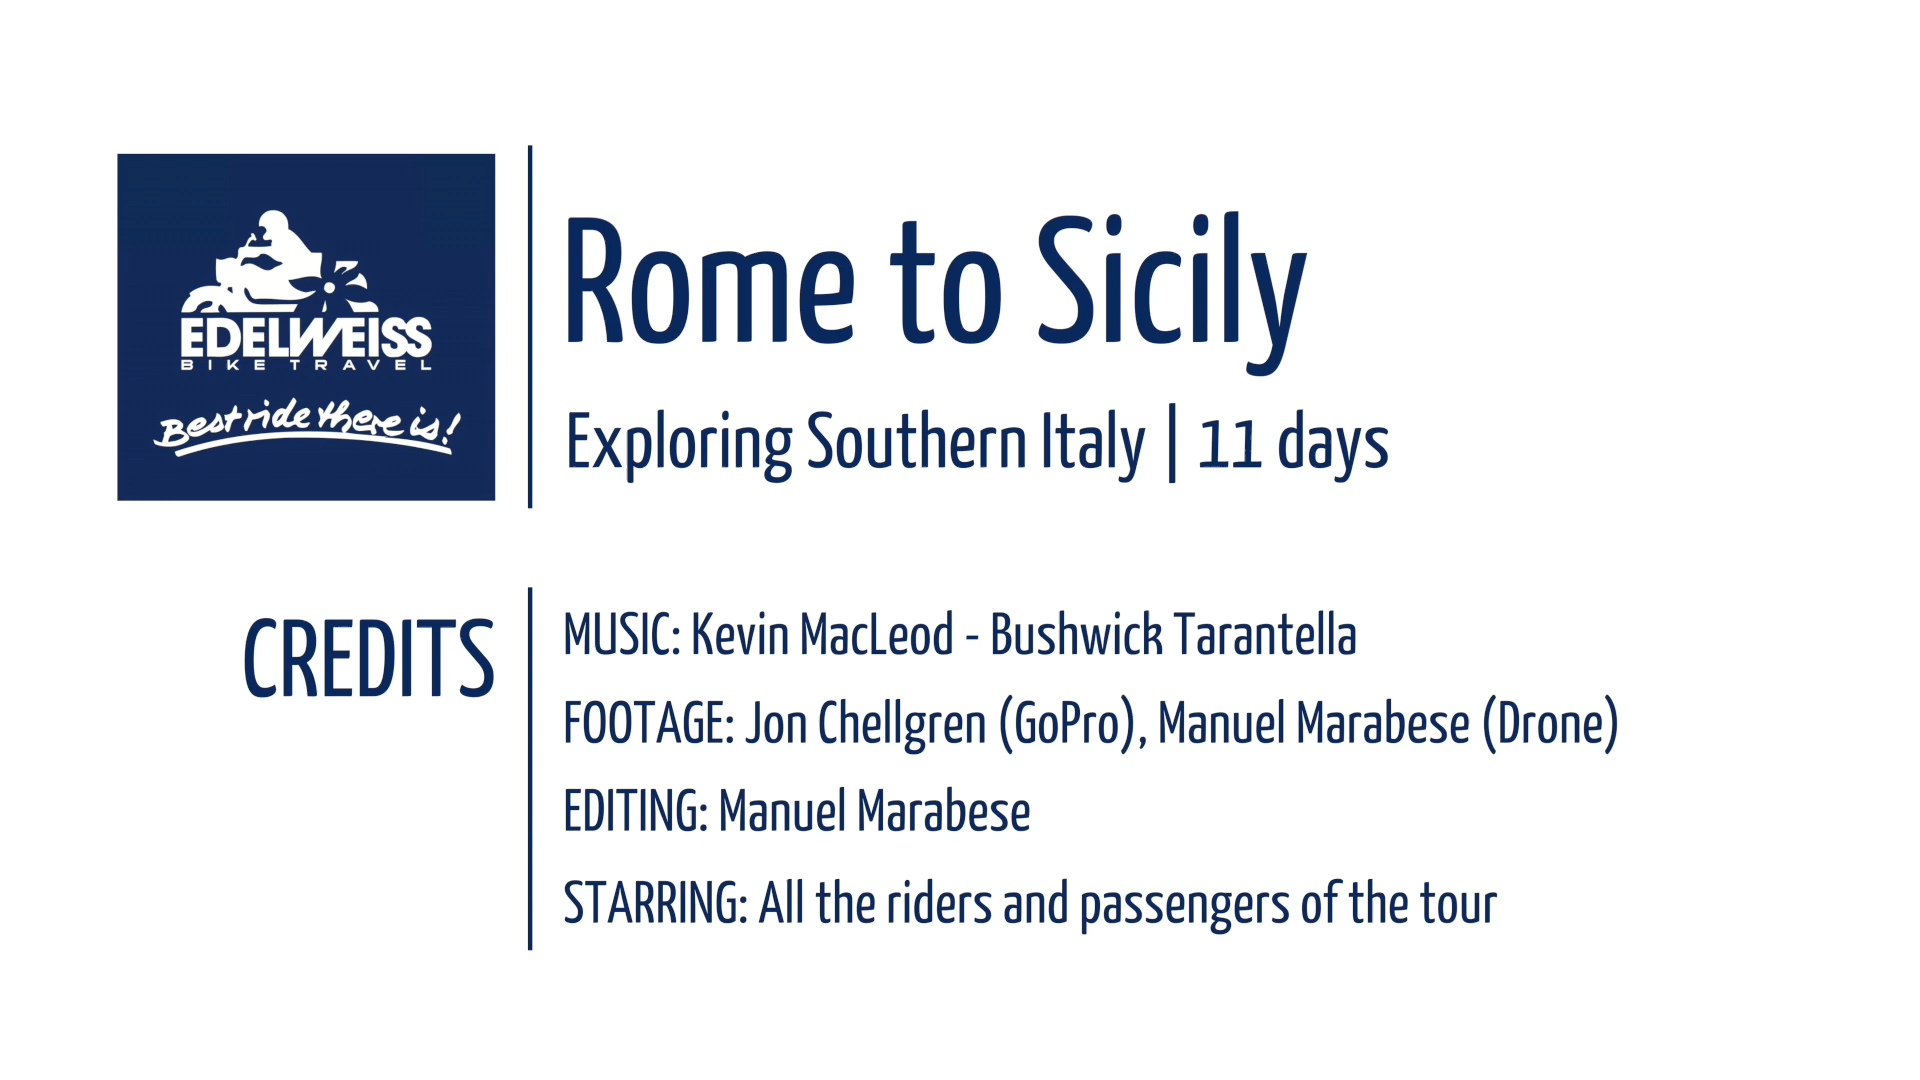 EDELWEISS
BIKE TRAVEL
Best ride there is!
Rome to Sicily
Exploring Southern Italy | 11 days
CREDITS
MUSIC: Kevin MacLeod - Bushwick Tarantella
FOOTAGE: Jon Chellgren (GoPro), Manuel Marabese (Drone)
EDITING: Manuel Marabese
STARRING: All the riders and passengers of the tour